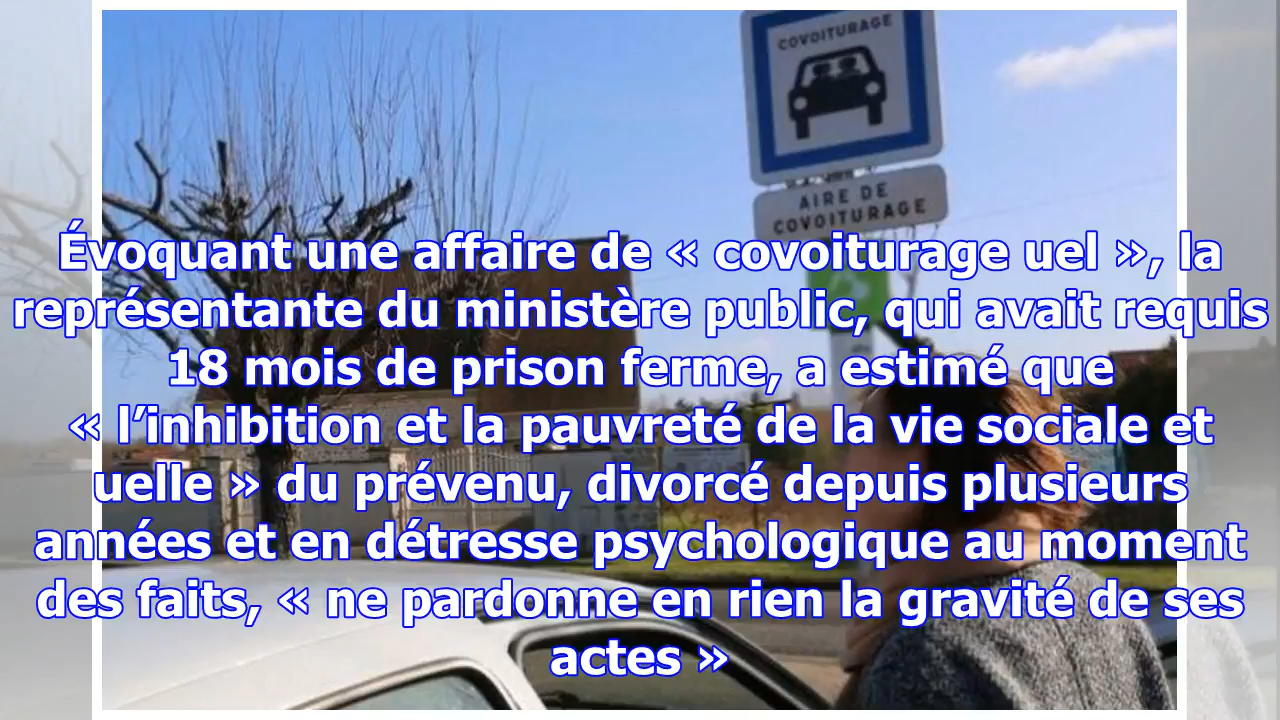 COVOITURAGE
AIRE DE
COVOITURAGE
Évoquant une affaire de « covoiturage uel », la
représentante du ministère public, qui avait requis
18 mois de prison ferme, a estimé que
« l’inhibition et la pauvreté de la vie sociale et
uelle » du prévenu, divorcé depuis plusieurs
années et en détresse psychologique au moment
des faits, « ne pardonne en rien la gravité de ses
actes »